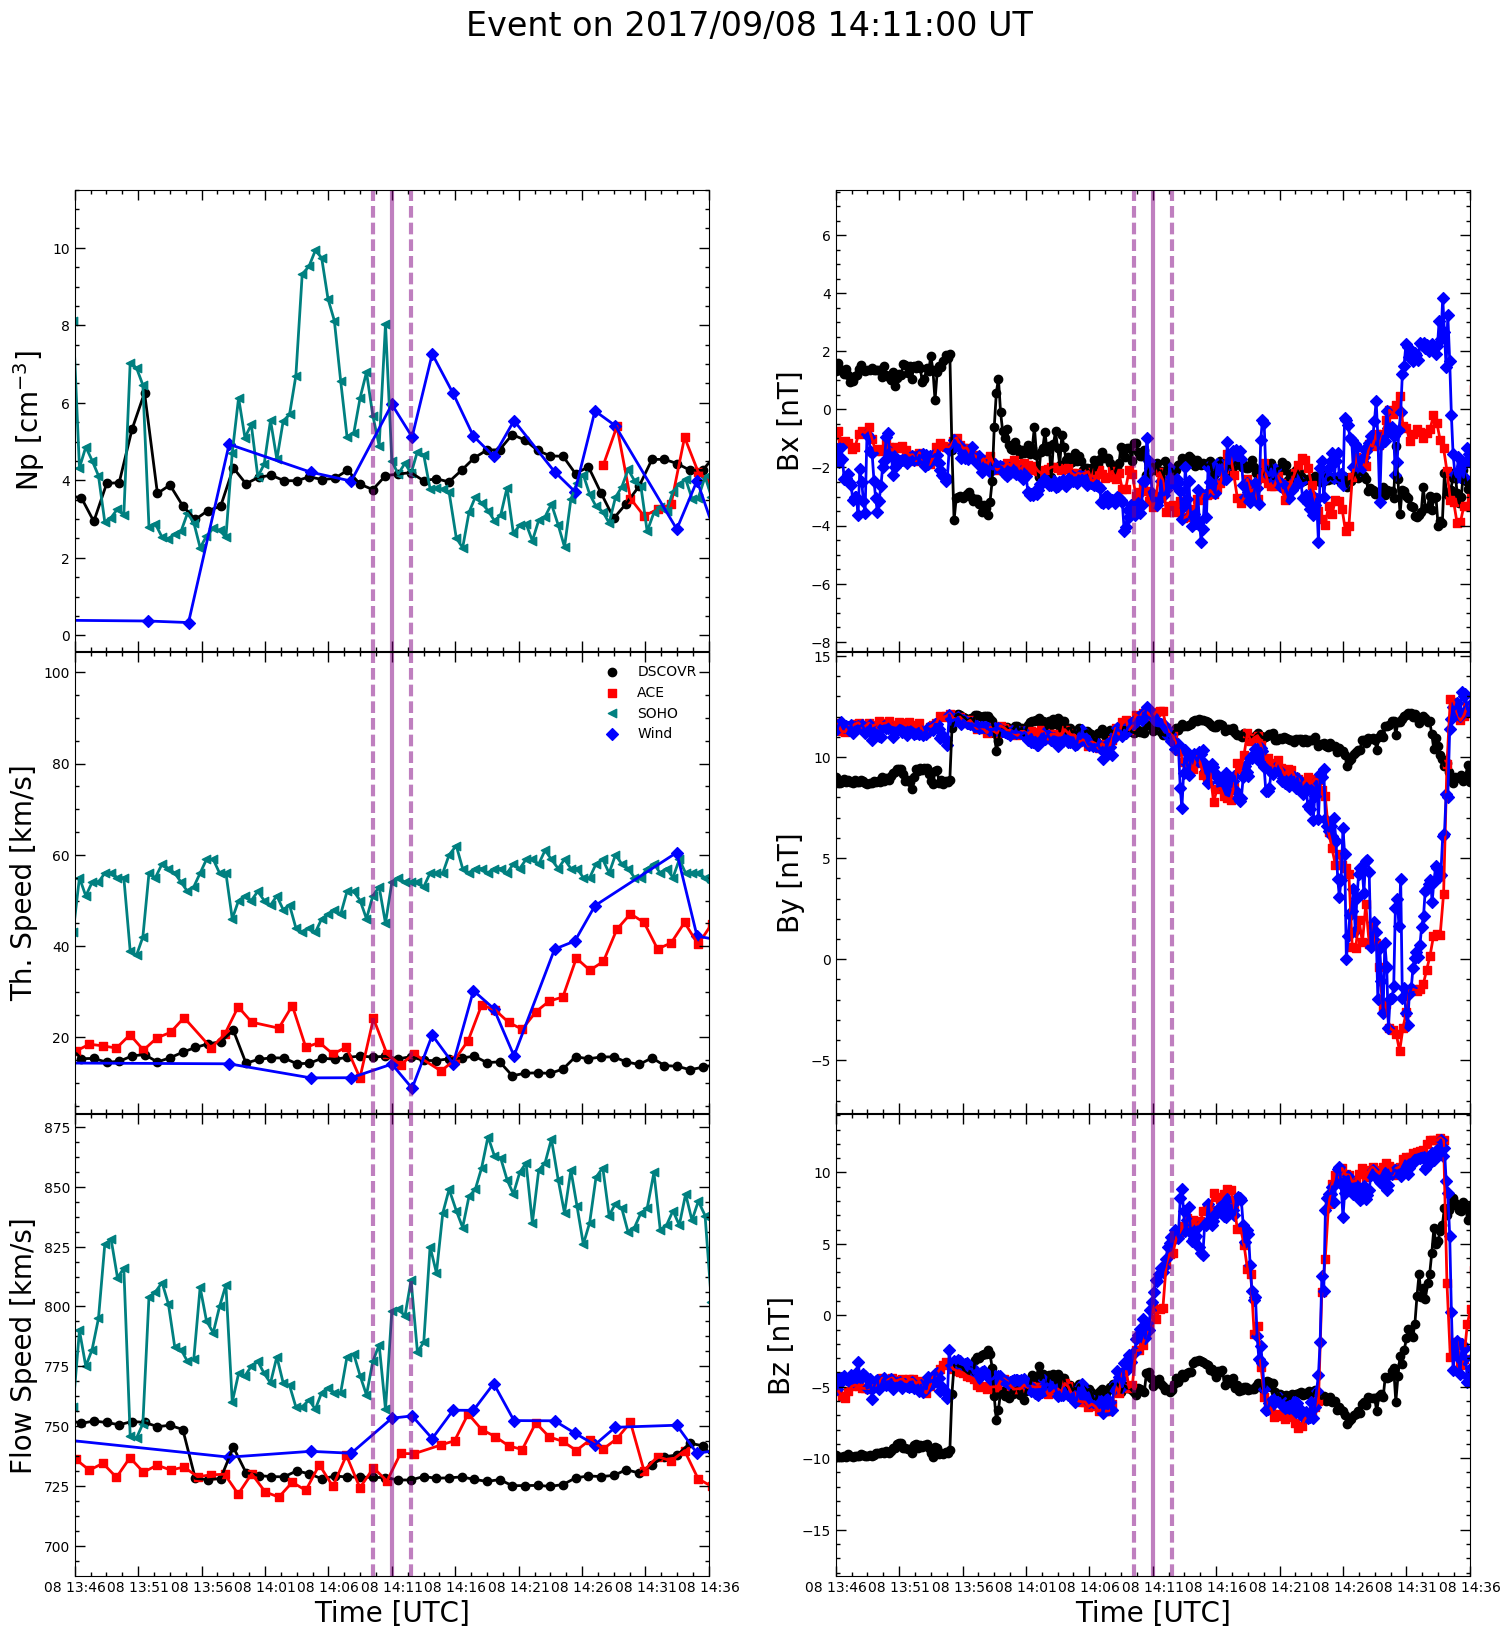 Event on 2017/09/08 14:11:00 UT
Np [cm⁻³]
10
8
6
4
2
0
Bx [nT]
6
4
2
0
−2
−4
−6
−8
Th. Speed [km/s]
100
80
60
40
20
DSCOVR
ACE
SOHO
Wind
By [nT]
15
10
5
0
−5
Flow Speed [km/s]
875
850
825
800
775
750
725
700
Bz [nT]
10
5
0
−5
−10
−15
08 13:46 08 13:51 08 13:56 08 14:01 08 14:06 08 14:11 08 14:16 08 14:21 08 14:26 08 14:31 08 14:36
Time [UTC]
08 13:46 08 13:51 08 13:56 08 14:01 08 14:06 08 14:11 08 14:16 08 14:21 08 14:26 08 14:31 08 14:36
Time [UTC]